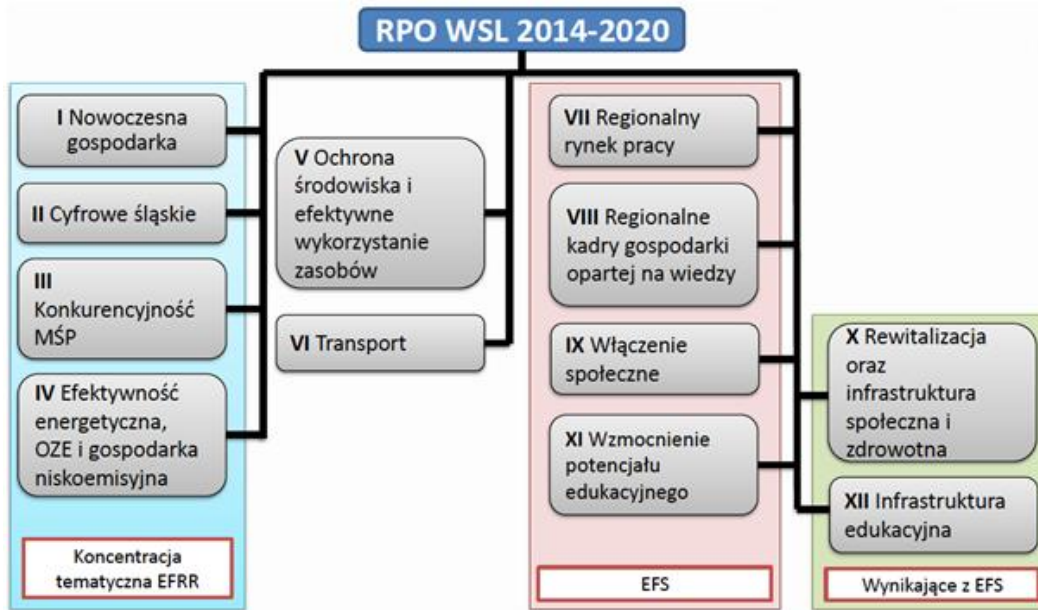 RPO WSL 2014-2020
I Nowoczesna
gospodarka
II Cyfrowe śląskie
III
Konkurencyjność
MŚP
IV Efektywność
energetyczna,
OZE i gospodarka
niskoemisyjna
Koncentracja
tematyczna EFRR
V Ochrona
środowiska i
efektywne
wykorzystanie
zasobów
VI Transport
VII Regionalny
rynek pracy
VIII Regionalne
kadry gospodarki
opartej na wiedzy
IX Włączenie
społeczne
XI Wzmocnienie
potencjału
edukacyjnego
EFS
X Rewitalizacja
oraz
infrastruktura
społeczna i
zdrowotna
XII Infrastruktura
edukacyjna
Wynikające z EFS